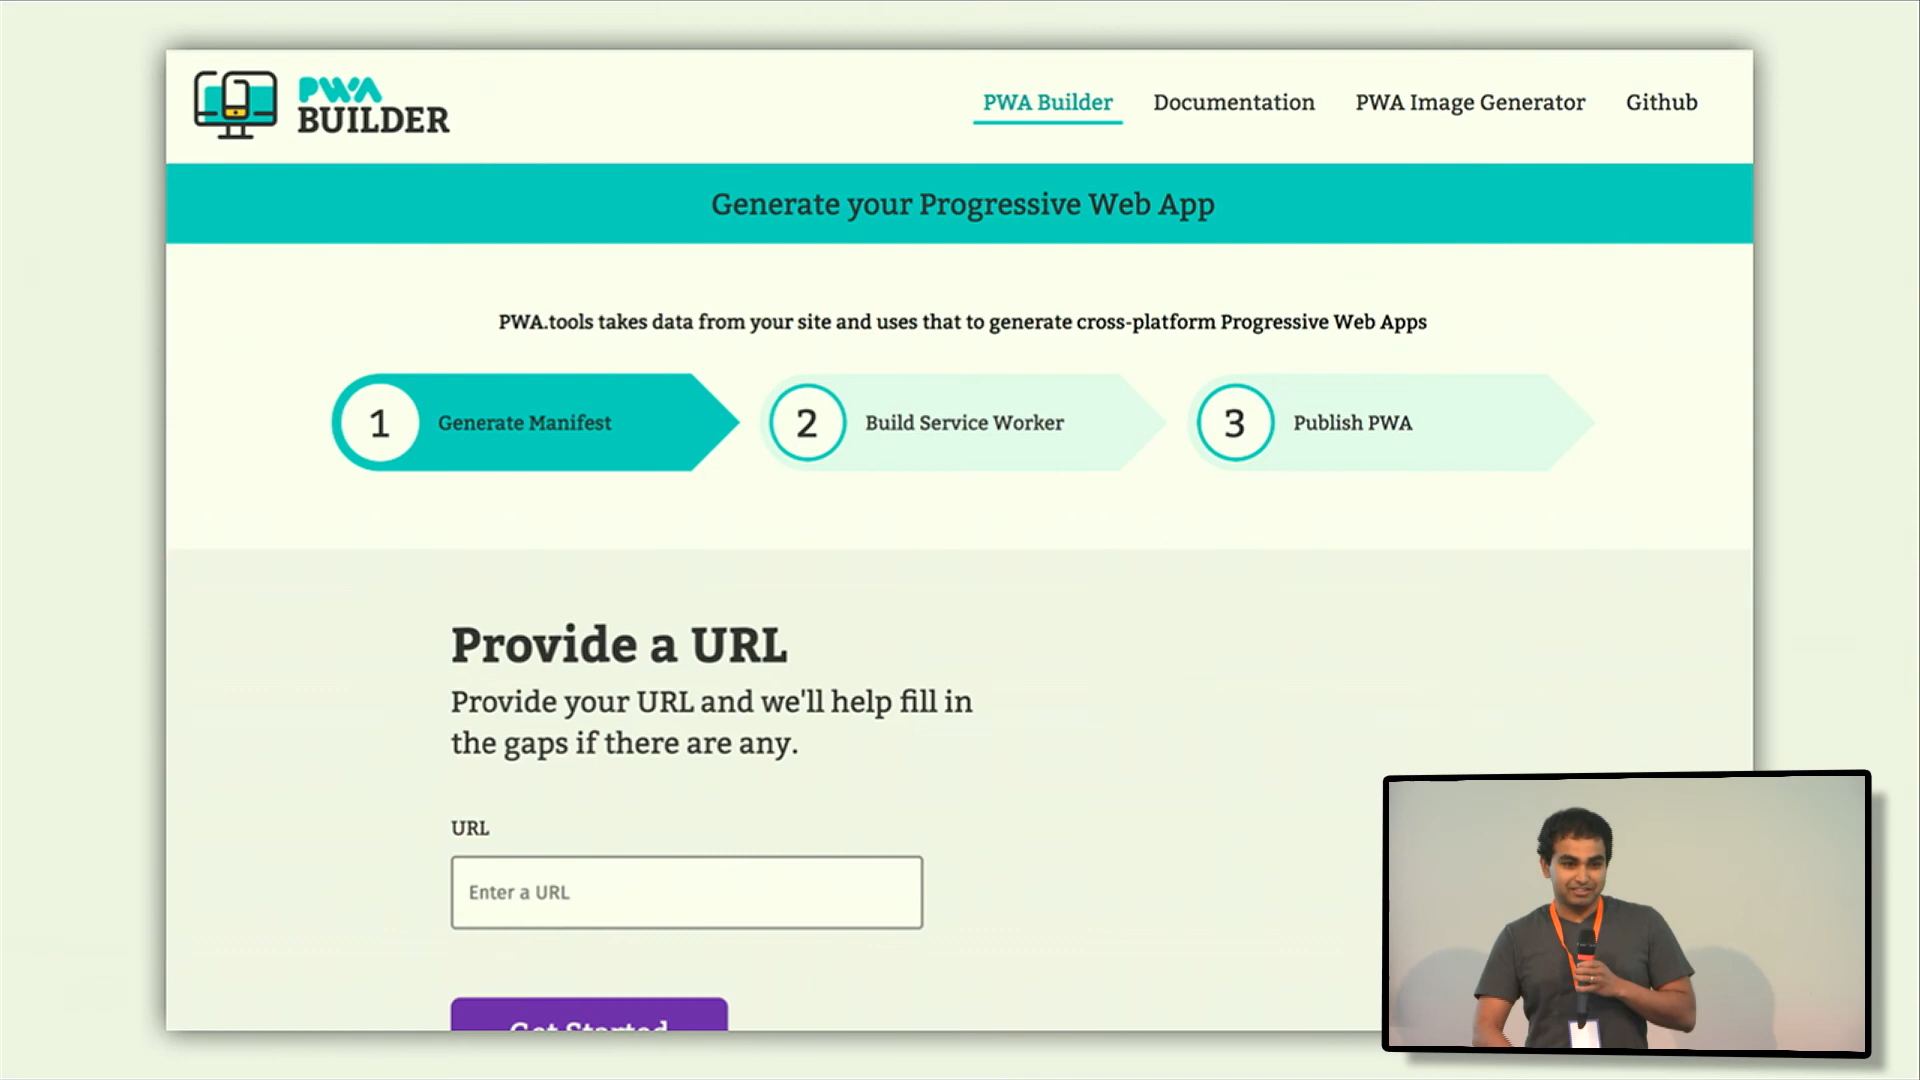 PWA
BUILDER
PWA Builder
Documentation
PWA Image Generator
Github
Generate your Progressive Web App
PWA.tools takes data from your site and uses that to generate cross-platform Progressive Web Apps
1
Generate Manifest
2
Build Service Worker
3
Publish PWA
Provide a URL
Provide your URL and we'll help fill in
the gaps if there are any.
URL
Enter a URL
Get Started